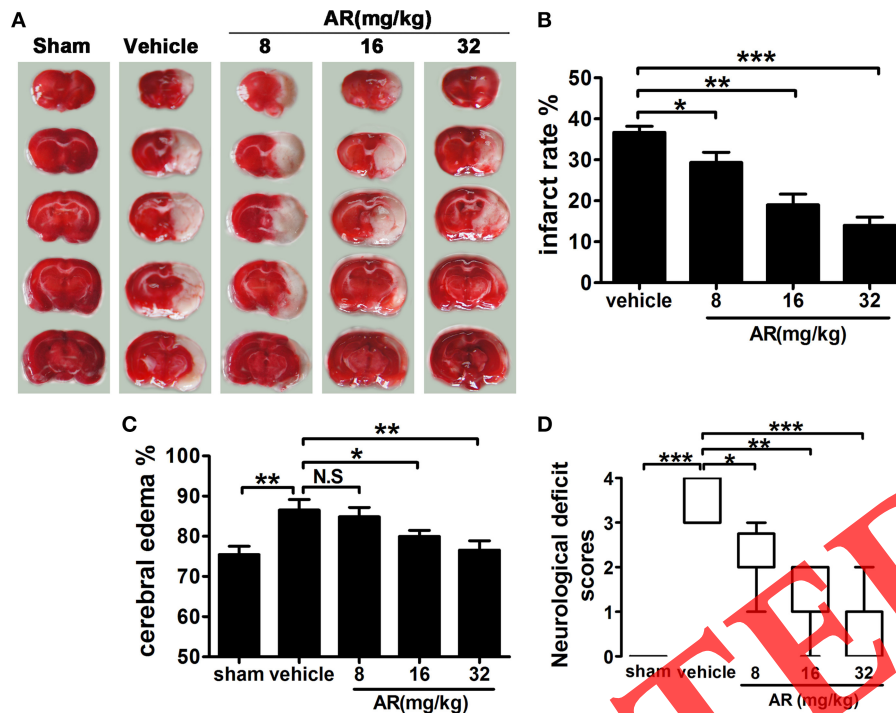 A
AR(mg/kg)
Sham Vehicle 8 16 32
B
***
**
*
infarct rate %
50
40
30
20
10
0
vehicle 8 16 32
AR(mg/kg)
C
**
*
** N.S
cerebral edema %
100
90
80
70
60
50
sham vehicle 8 16 32
AR(mg/kg)
D
***
**
*** *
Neurological deficit
scores
4
3
2
1
0
sham vehicle 8 16 32
AR (mg/kg)